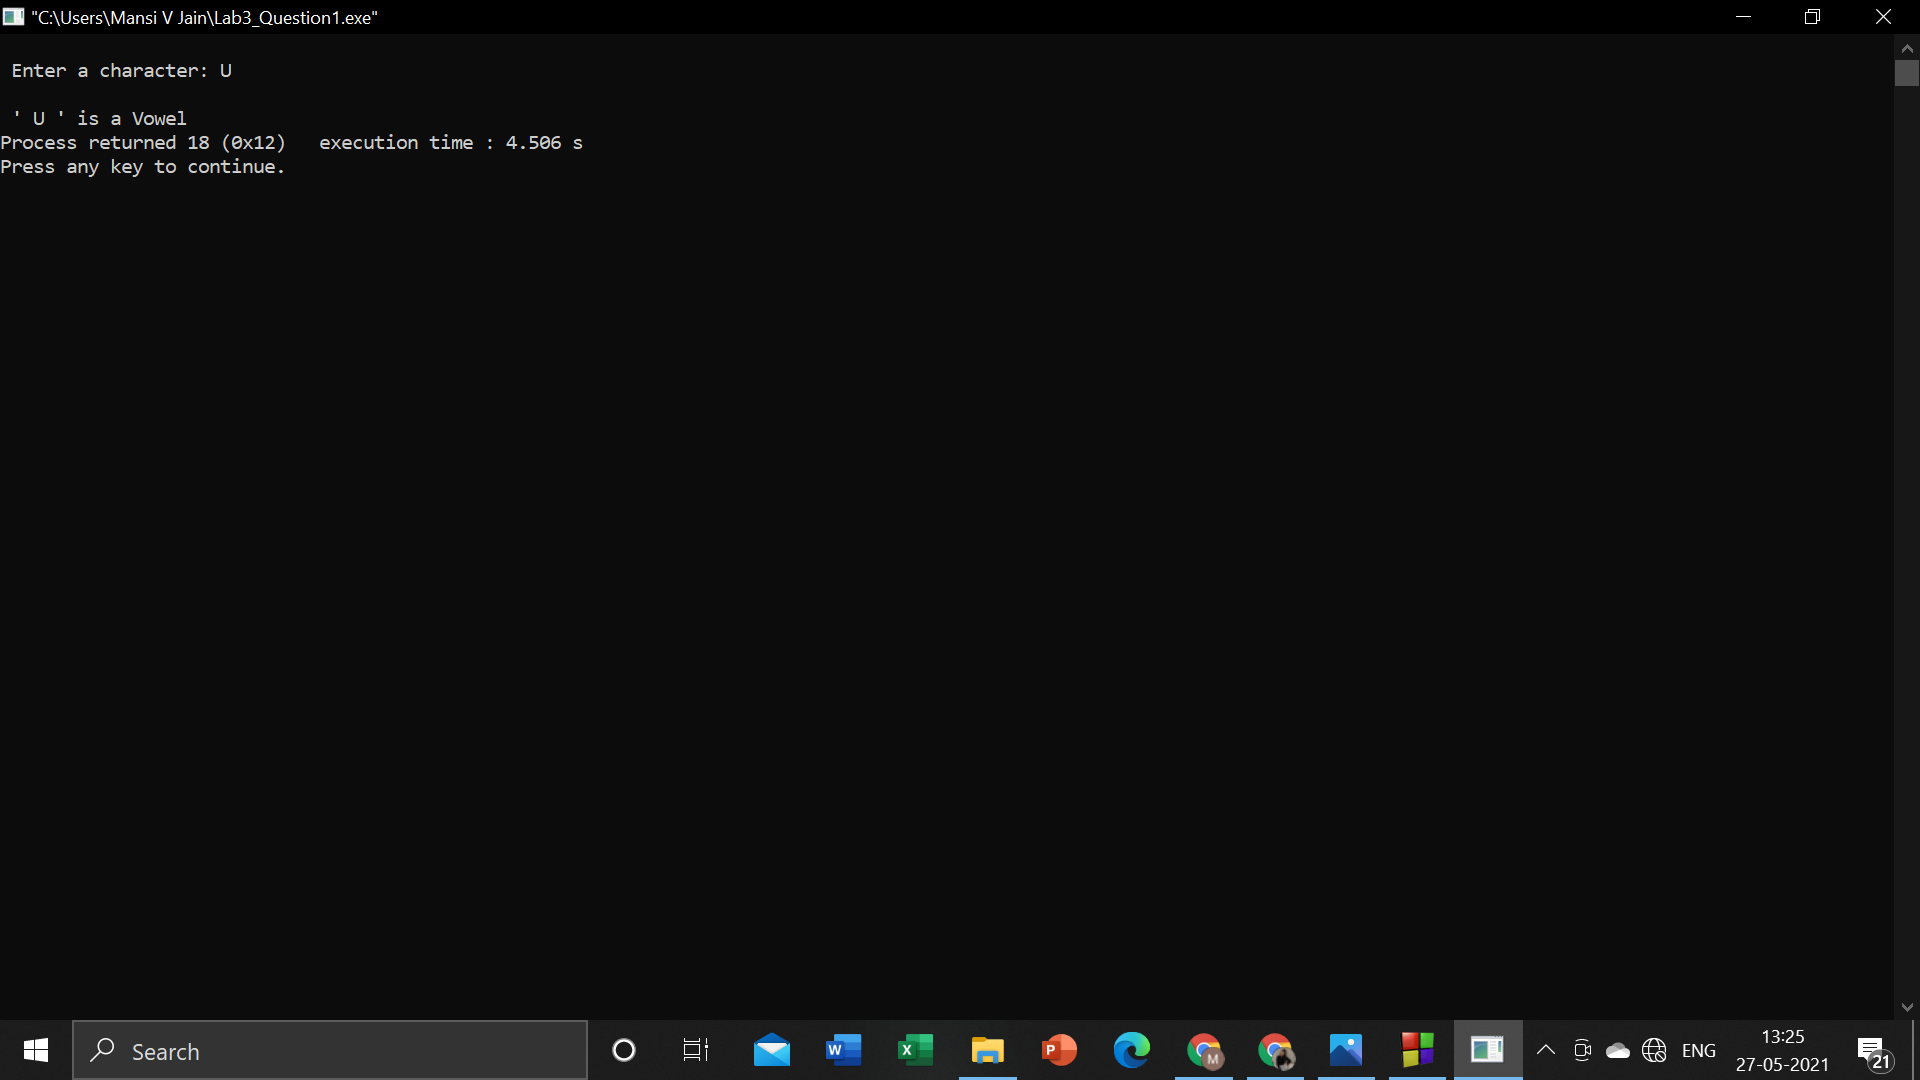 "C:\Users\Mansi V Jain\Lab3_Question1.exe"
Enter a character: U
' U ' is a Vowel
Process returned 18 (0x12)   execution time : 4.506 s
Press any key to continue.
Search
W
X
P
M
ENG
13:25
27-05-2021
21